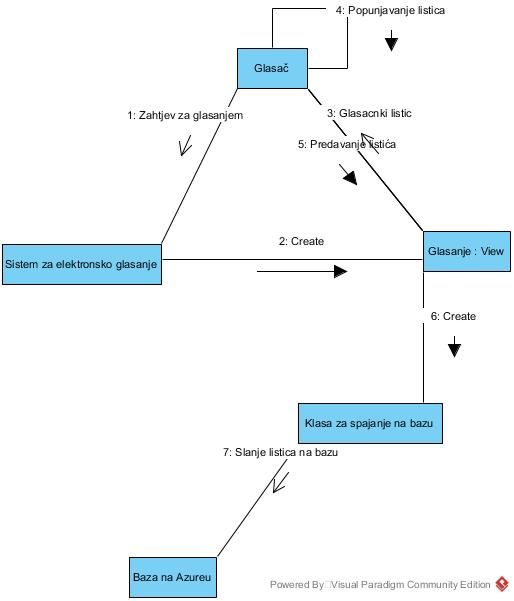 4: Popunjavanje listica
Glasač
1: Zahtjev za glasanjem
3: Glasacnki listic
5: Predavanje listića
2: Create
Sistem za elektronsko glasanje
Glasanje : View
6: Create
Klasa za spajanje na bazu
7: Slanje listica na bazu
Baza na Azureu
Powered By Visual Paradigm Community Edition